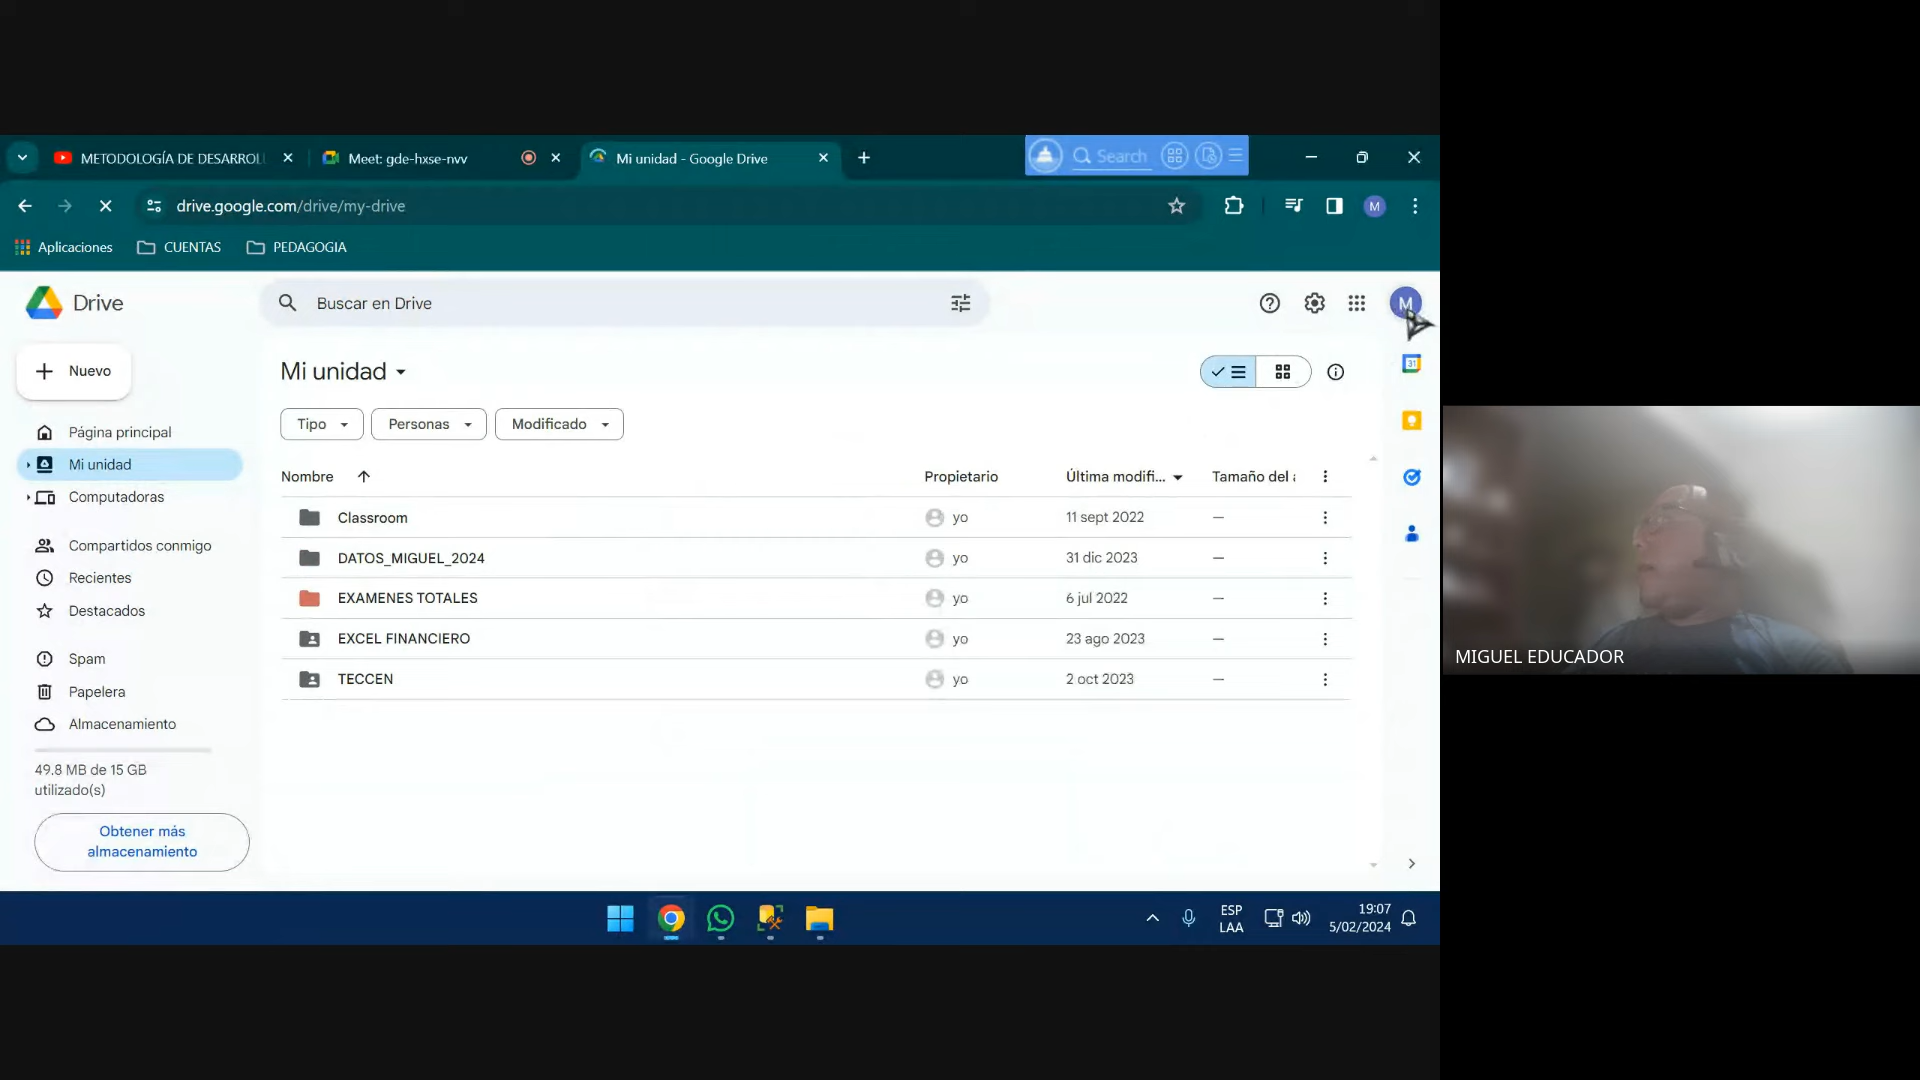 METODOLOGÍA DE DESARROL
Meet: gde-hxse-nvv
Mi unidad - Google Drive
Search
drive.google.com/drive/my-drive
M
Aplicaciones
CUENTAS
PEDAGOGIA
Drive
Buscar en Drive
M
Nuevo
Mi unidad
31
Tipo
Personas
Modificado
Página principal
Mi unidad
Computadoras
Compartidos conmigo
Recientes
Destacados
Spam
Papelera
Almacenamiento
49.8 MB de 15 GB
utilizado(s)
Obtener más
almacenamiento
Nombre Propietario Última modifi... Tamaño del a
Classroom yo 11 sept 2022 —
DATOS_MIGUEL_2024 yo 31 dic 2023 —
EXAMENES TOTALES yo 6 jul 2022 —
EXCEL FINANCIERO yo 23 ago 2023 —
TECCEN yo 2 oct 2023 —
MIGUEL EDUCADOR
ESP
LAA
19:07
5/02/2024